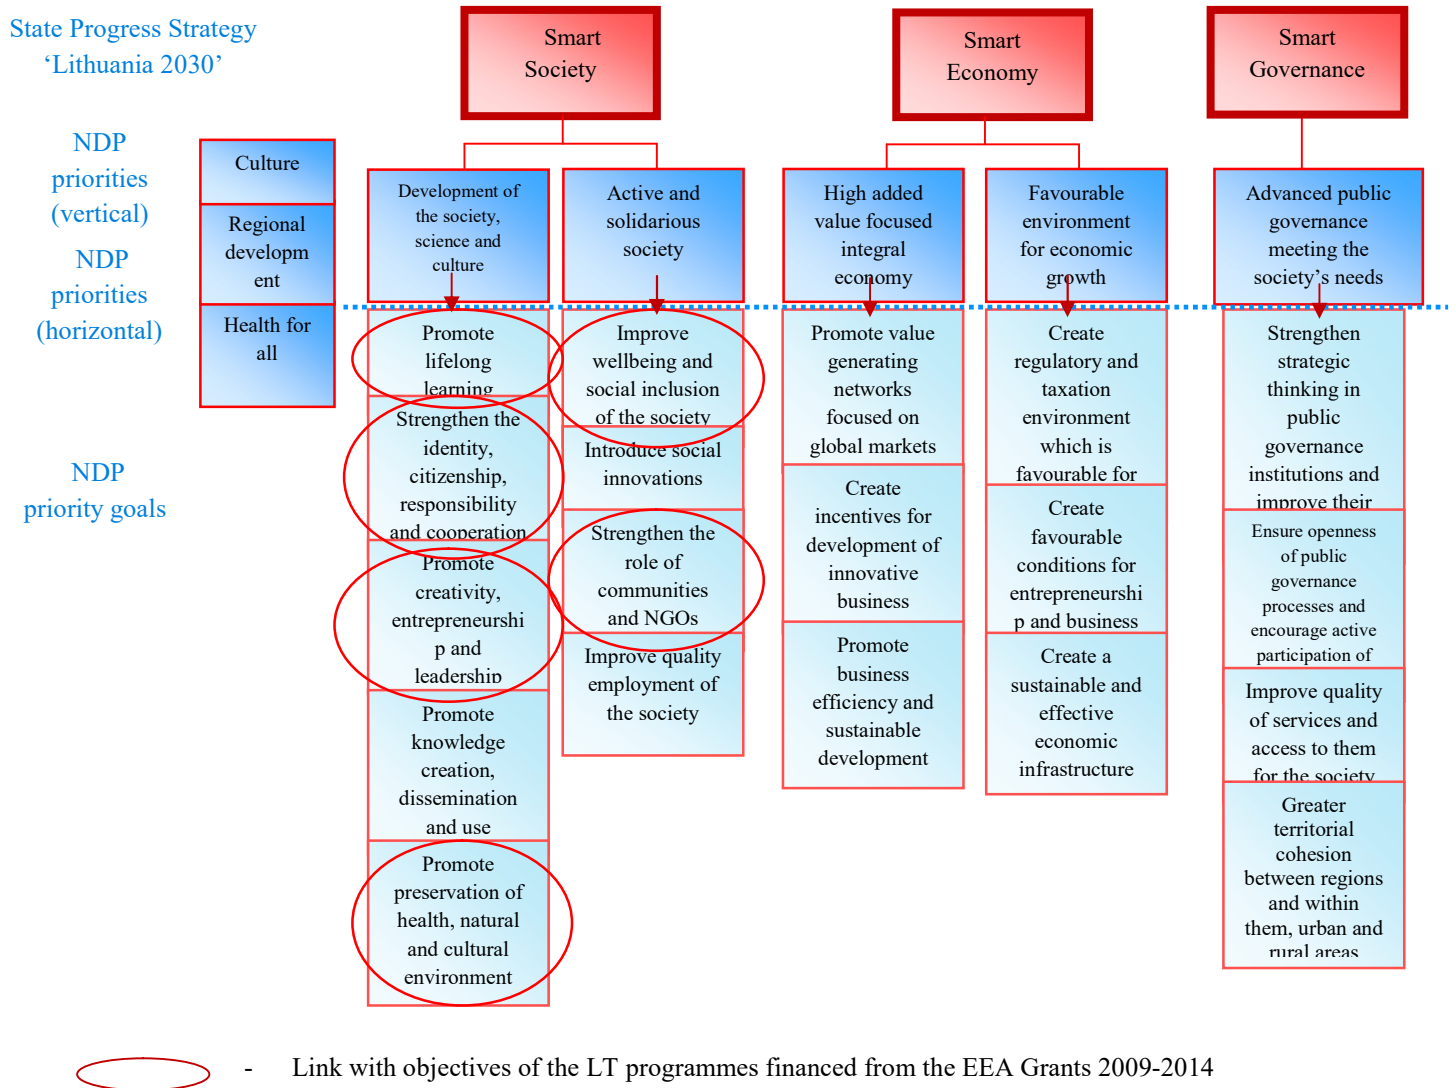 State Progress Strategy
‘Lithuania 2030’
Smart
Society
Smart
Economy
Smart
Governance
NDP
priorities
(vertical)
NDP
priorities
(horizontal)
NDP
priority goals
Culture
Regional
developm
ent
Health for
all
Development of
the society,
science and
culture
Active and
solidarious
society
High added
value focused
integral
economy
Favourable
environment
for economic
growth
Advanced public
governance
meeting the
society’s needs
Promote
lifelong
learning
Strengthen the
identity,
citizenship,
responsibility
and cooperation
Promote
creativity,
entrepreneurshi
p and
leadership
Promote
knowledge
creation,
dissemination
and use
Promote
preservation of
health, natural
and cultural
environment
Improve
wellbeing and
social inclusion
of the society
Introduce social
innovations
Strengthen the
role of
communities
and NGOs
Improve quality
employment of
the society
Promote value
generating
networks
focused on
global markets
Create
incentives for
development of
innovative
business
Promote
business
efficiency and
sustainable
development
Create
regulatory and
taxation
environment
which is
favourable for
Create
favourable
conditions for
entrepreneurshi
p and business
Create a
sustainable and
effective
economic
infrastructure
Strengthen
strategic
thinking in
public
governance
institutions and
improve their
Ensure openness
of public
governance
processes and
encourage active
participation of
Improve quality
of services and
access to them
for the society
Greater
territorial
cohesion
between regions
and within
them, urban and
rural areas
- Link with objectives of the LT programmes financed from the EEA Grants 2009-2014